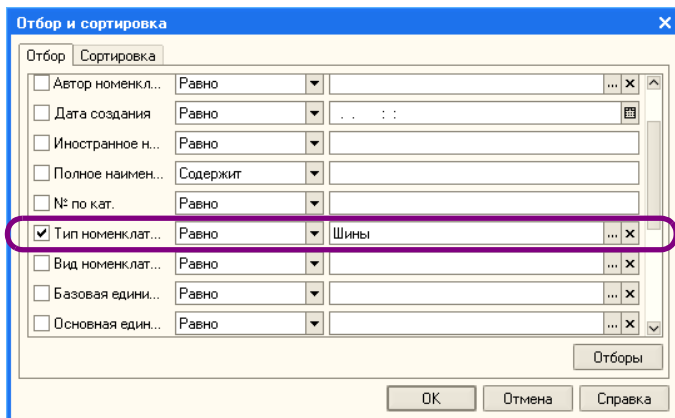 Отбор и сортировка
Отбор Сортировка
Автор номенкл... Равно ...
Дата создания Равно . . : :
Иностранное н... Равно
Полное наимен... Содержит
№ по кат. Равно
Тип номенклат... Равно Шины ...
Вид номенклат... Равно ...
Базовая едини... Равно ...
Основная един... Равно ...
Отборы
OK Отмена Справка